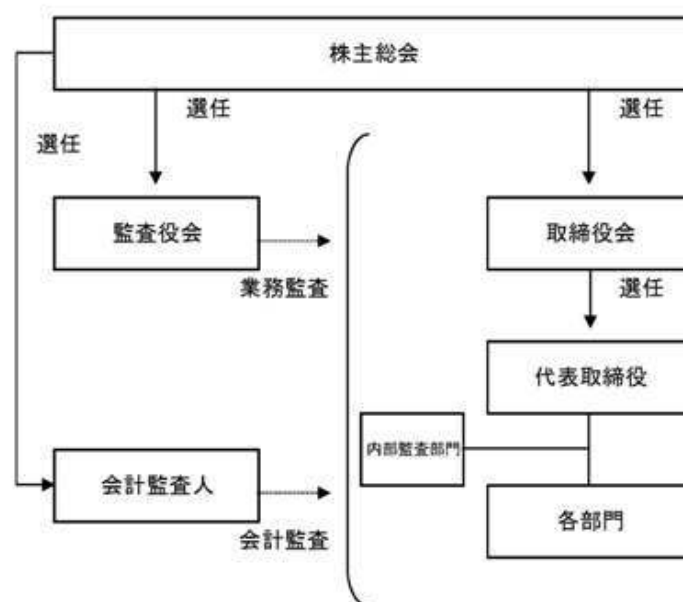 株主総会
選任
選任
選任
監査役会
取締役会
業務監査
選任
代表取締役
内部監査部門
会計監査人
各部門
会計監査